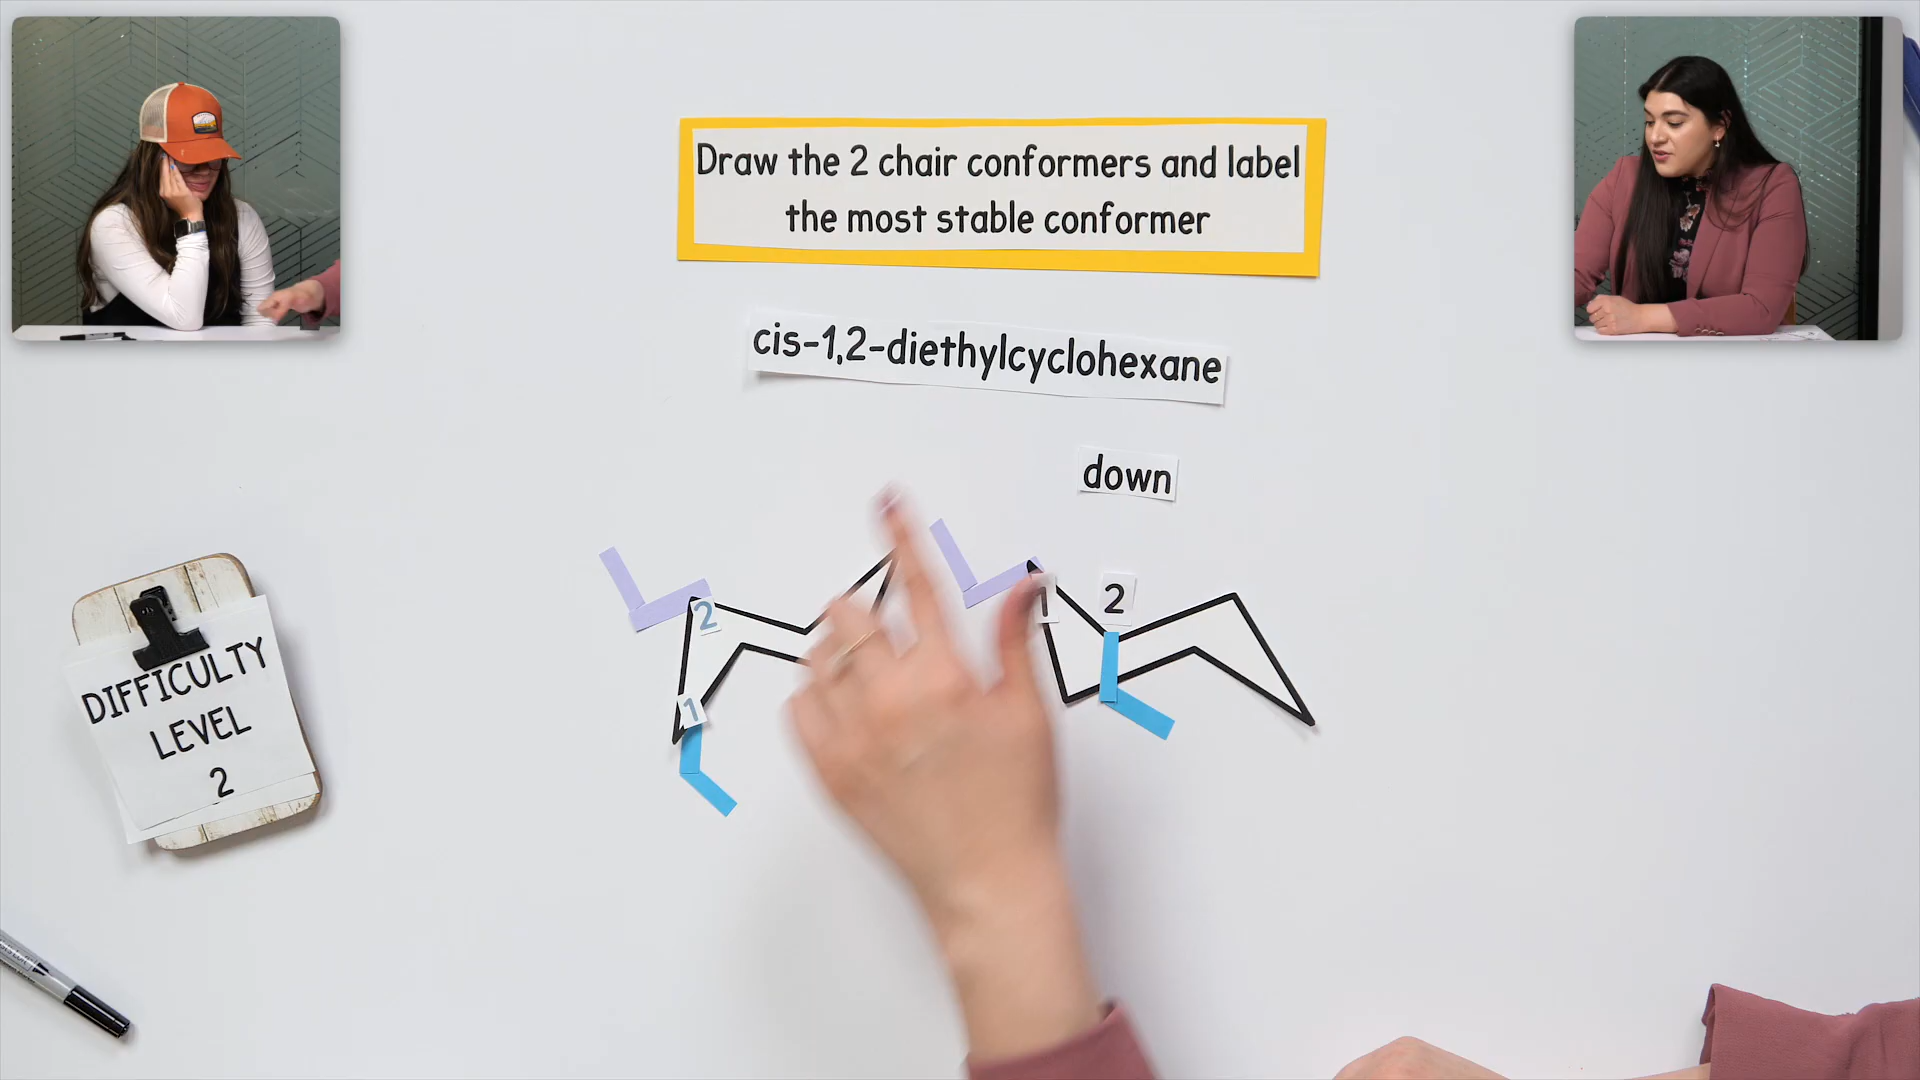 Draw the 2 chair conformers and label
the most stable conformer
cis-1,2-diethylcyclohexane
down
2
1
1
2
DIFFICULTY
LEVEL
2